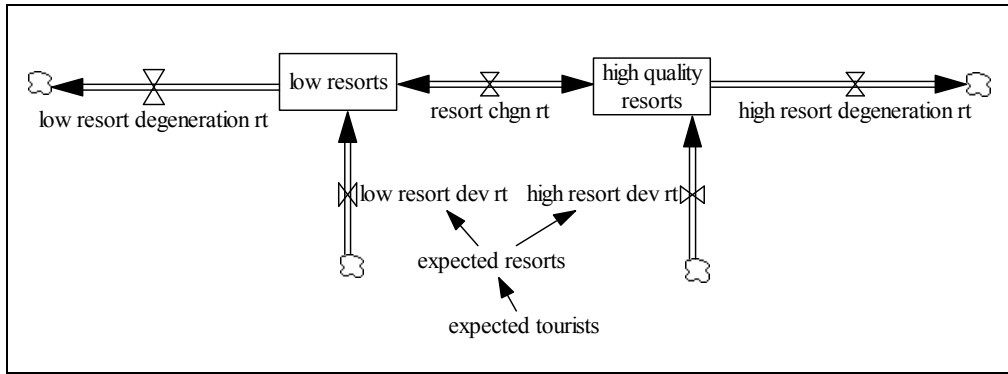 low resorts
high quality
resorts
low resort degeneration rt
resort chgn rt
high resort degeneration rt
low resort dev rt
high resort dev rt
expected resorts
expected tourists